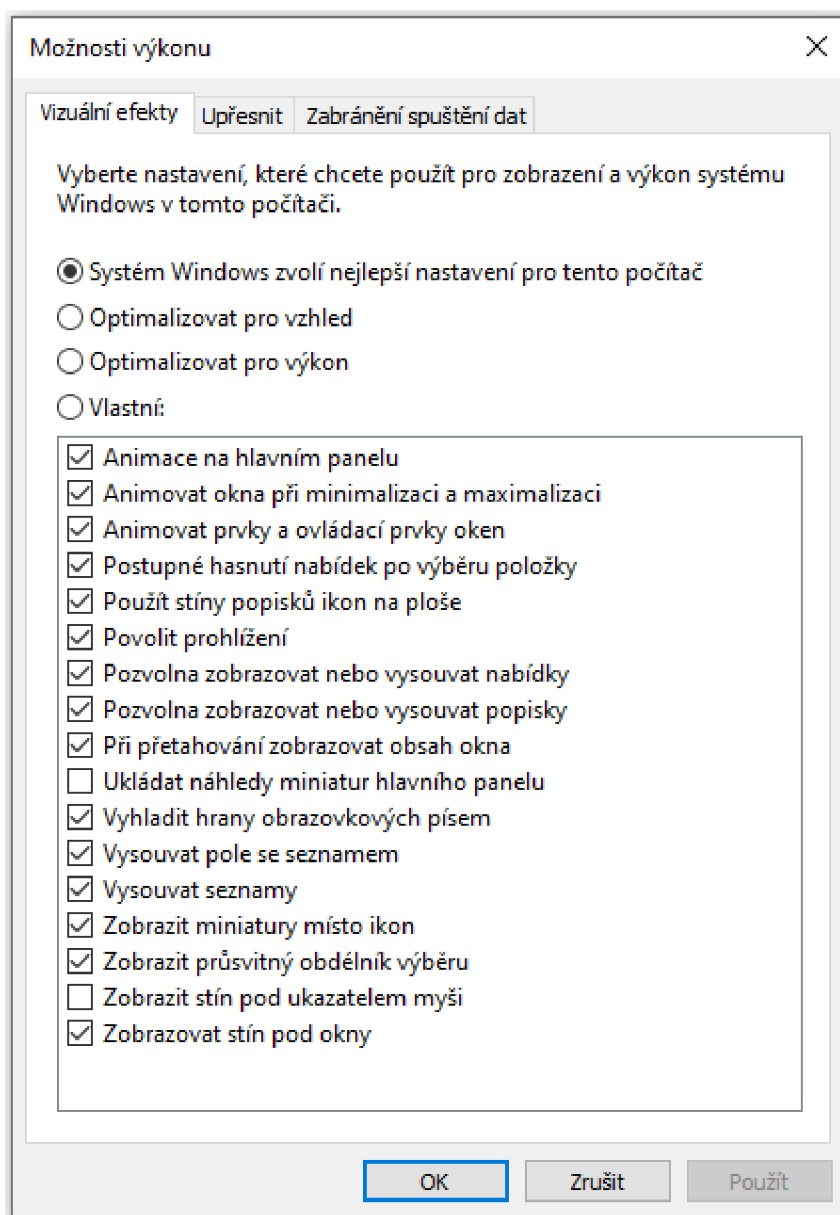 Možnosti výkonu
Vizuální efekty
Upřesnit
Zabránění spuštění dat
Vyberte nastavení, které chcete použít pro zobrazení a výkon systému
Windows v tomto počítači.
Systém Windows zvolí nejlepší nastavení pro tento počítač
Optimalizovat pro vzhled
Optimalizovat pro výkon
Vlastní:
Animace na hlavním panelu
Animovat okna při minimalizaci a maximalizaci
Animovat prvky a ovládací prvky oken
Postupné hasnutí nabídek po výběru položky
Použít stíny popisků ikon na ploše
Povolit prohlížení
Pozvolna zobrazovat nebo vysouvat nabídky
Pozvolna zobrazovat nebo vysouvat popisky
Při přetahování zobrazovat obsah okna
Ukládat náhledy miniatur hlavního panelu
Vyhladit hrany obrazovkových písem
Vysouvat pole se seznamem
Vysouvat seznamy
Zobrazit miniatury místo ikon
Zobrazit průsvitný obdélník výběru
Zobrazit stín pod ukazatelem myši
Zobrazovat stín pod okny
OK
Zrušit
Použít